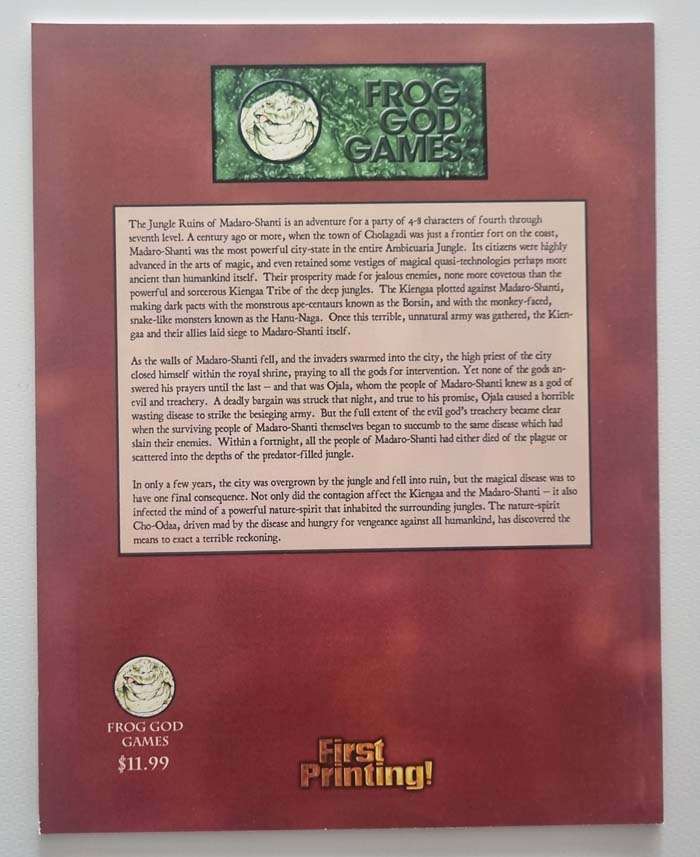 FROG
GOD
GAMES
The Jungle Ruins of Madaro-Shanti is an adventure for a party of 4-8 characters of fourth through
seventh level. A century ago or more, when the town of Cholagadi was just a frontier fort on the coast,
Madaro-Shanti was the most powerful city-state in the entire Ambicuaria Jungle. Its citizens were highly
advanced in the arts of magic, and even retained some vestiges of magical quasi-technologies perhaps more
ancient than humankind itself. Their prosperity made for jealous enemies, none more covetous than the
powerful and sorcerous Kiengaa Tribe of the deep jungles. The Kiengaa plotted against Madaro-Shanti,
making dark pacts with the monstrous ape-centaurs known as the Borsin, and with the monkey-faced,
snake-like monsters known as the Hanu-Naga. Once this terrible, unnatural army was gathered, the Kien-
gaa and their allies laid siege to Madaro-Shanti itself.
As the walls of Madaro-Shanti fell, and the invaders swarmed into the city, the high priest of the city
closed himself within the royal shrine, praying to all the gods for intervention. Yet none of the gods an-
swered his prayers until the last – and that was Ojala, whom the people of Madaro-Shanti knew as a god of
evil and treachery. A deadly bargain was struck that night, and true to his promise, Ojala caused a horrible
wasting disease to strike the besieging army. But the full extent of the evil god's treachery became clear
when the surviving people of Madaro-Shanti themselves began to succumb to the same disease which had
slain their enemies. Within a fortnight, all the people of Madaro-Shanti had either died of the plague or
scattered into the depths of the predator-filled jungle.
In only a few years, the city was overgrown by the jungle and fell into ruin, but the magical disease was to
have one final consequence. Not only did the contagion affect the Kiengaa and the Madaro-Shanti – it also
infected the mind of a powerful nature-spirit that inhabited the surrounding jungles. The nature-spirit
Cho-Odaa, driven mad by the disease and hungry for vengeance against all humankind, has discovered the
means to exact a terrible reckoning.
FROG GOD
GAMES
$11.99
First
Printing!